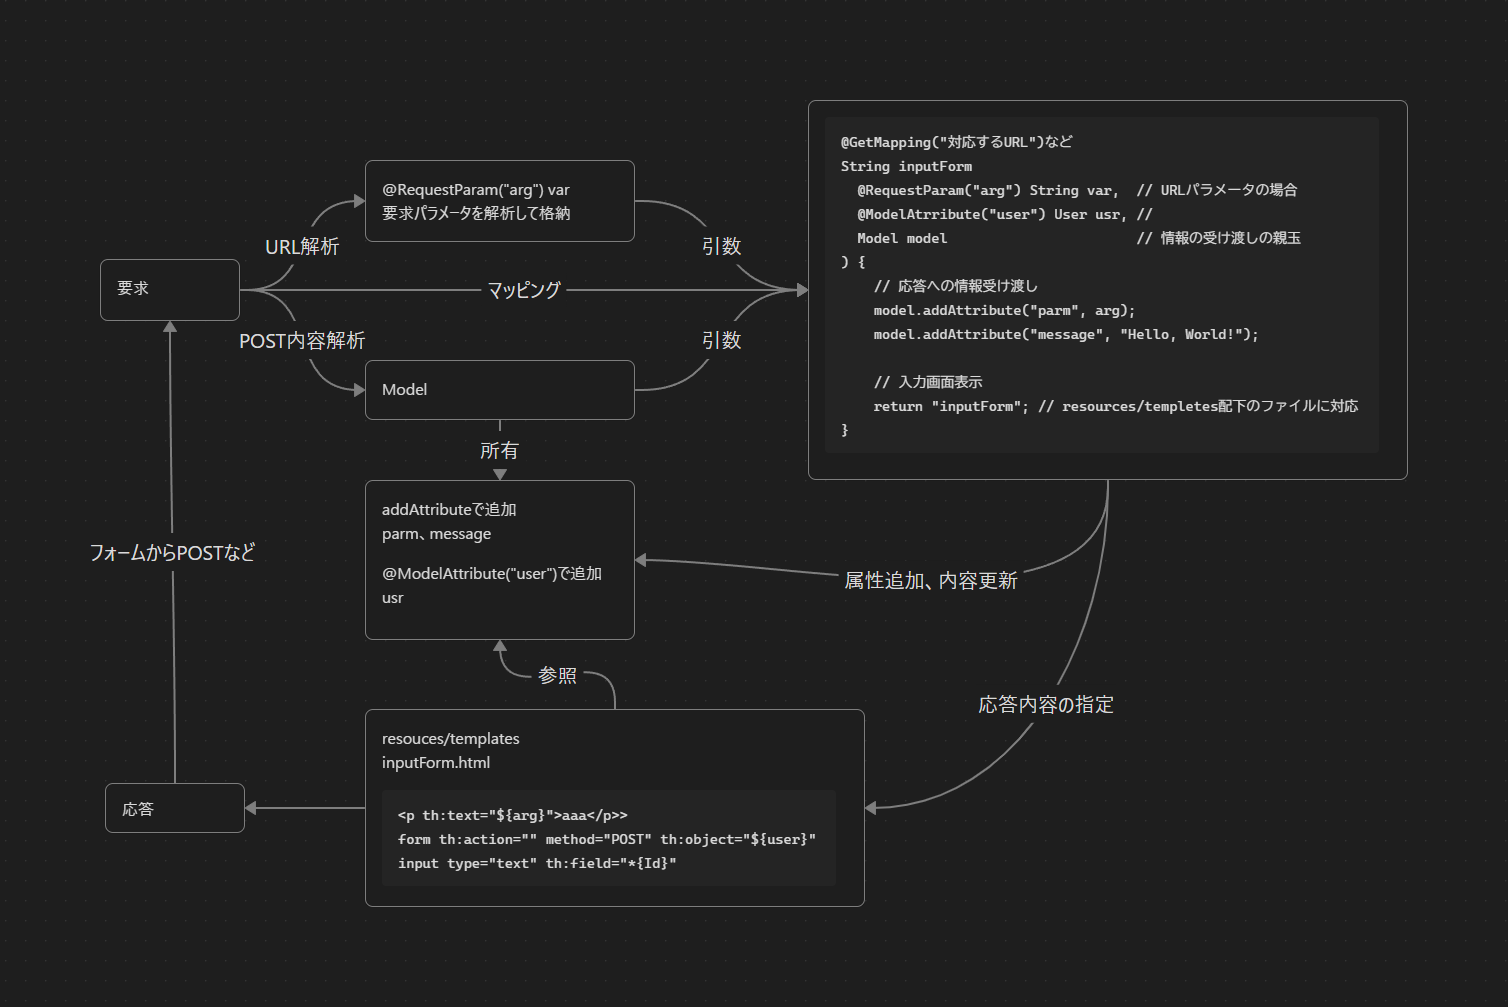 @GetMapping("対応するURL")など
String inputForm
@RequestParam("arg") String var,  // URLパラメータの場合
@ModelAtrribute("user") User usr, //
Model model                       // 情報の受け渡しの親玉
) {
// 応答への情報受け渡し
model.addAttribute("parm", arg);
model.addAttribute("message", "Hello, World!");
// 入力画面表示
return "inputForm"; // resources/templetes配下のファイルに対応
}
@RequestParam("arg") var
要求パラメータを解析して格納
URL解析
引数
要求
マッピング
POST内容解析
引数
Model
所有
addAttributeで追加
parm、message
@ModelAttribute("user")で追加
usr
フォームからPOSTなど
属性追加、内容更新
参照
応答内容の指定
resouces/templates
inputForm.html
<p th:text="${arg}">aaa</p>>
form th:action="" method="POST" th:object="${user}"
input type="text" th:field="*{Id}"
応答